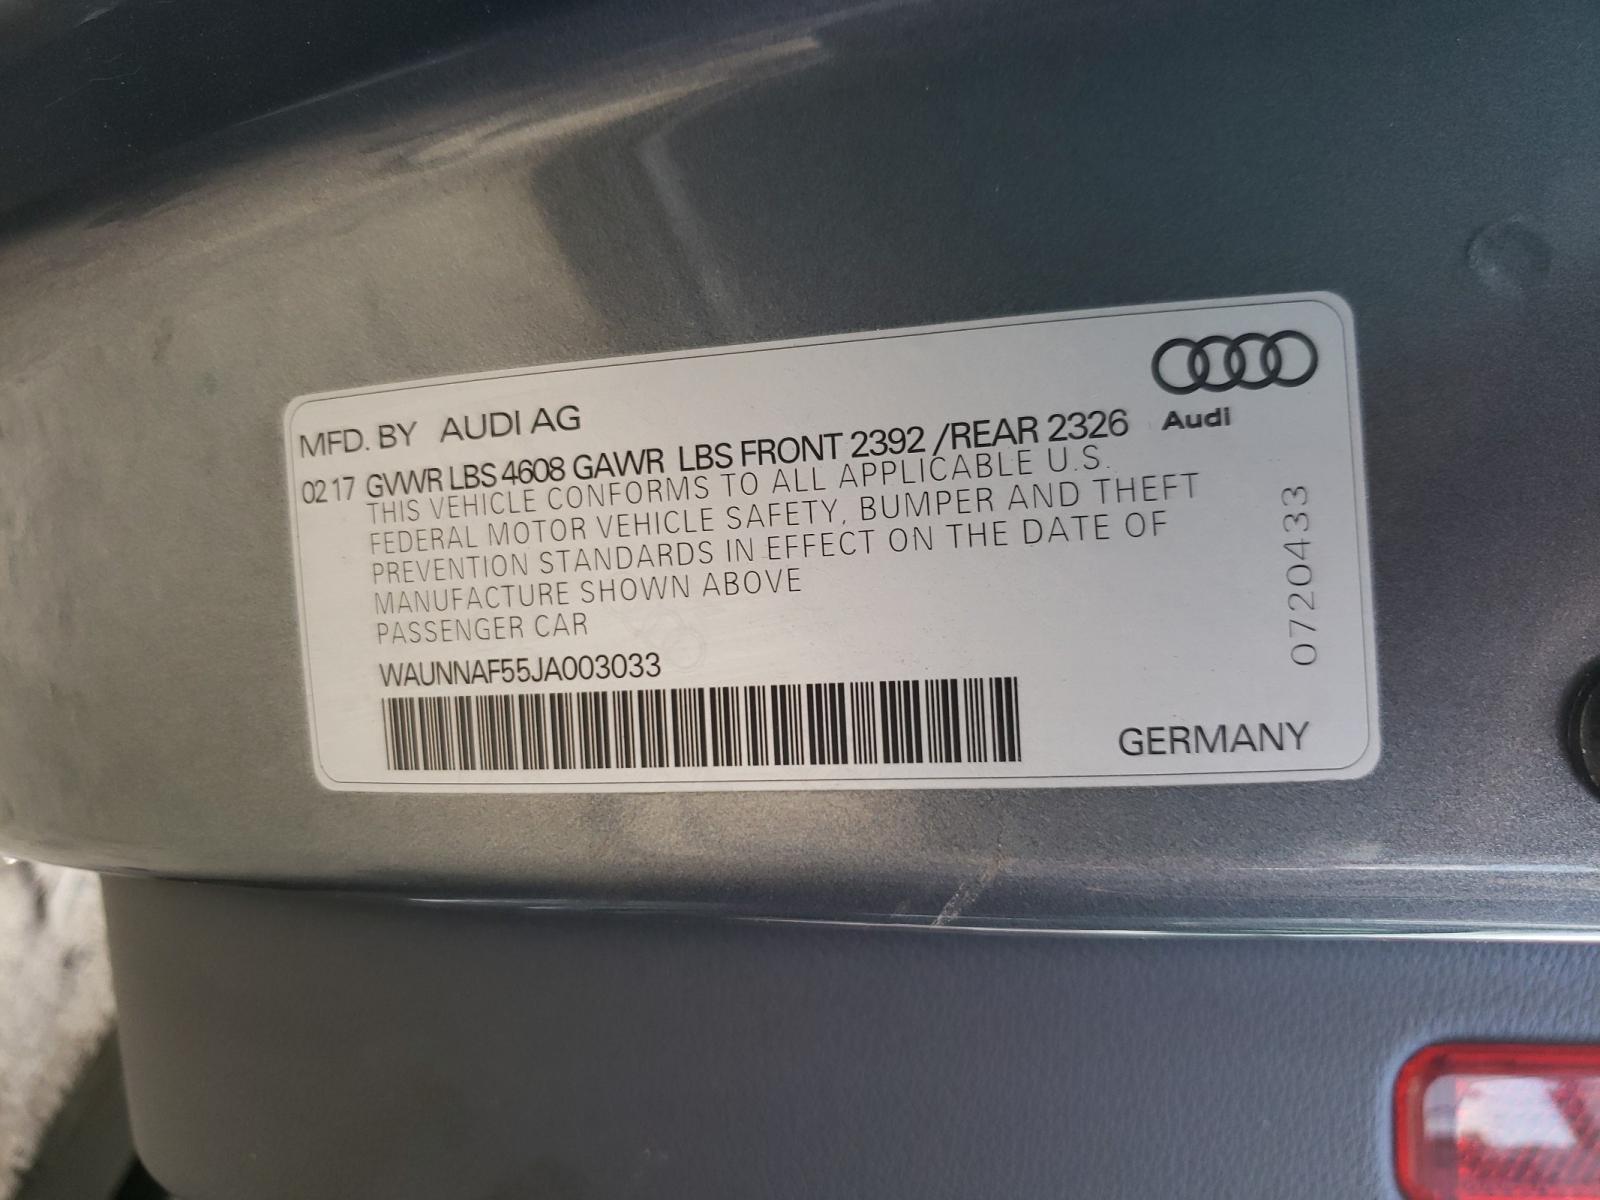 MFD. BY AUDI AG
0217 GVWR LBS 4608 GAWR LBS FRONT 2392 /REAR 2326
Audi
THIS VEHICLE CONFORMS TO ALL APPLICABLE U.S.
FEDERAL MOTOR VEHICLE SAFETY, BUMPER AND THEFT
PREVENTION STANDARDS IN EFFECT ON THE DATE OF
MANUFACTURE SHOWN ABOVE
PASSENGER CAR
WAUNNAF55JA003033
GERMANY
0720433